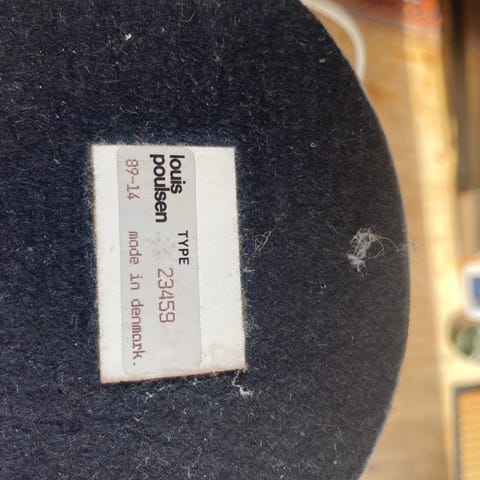 louis
poulsen
TYPE
23459
89-14 made in denmark.